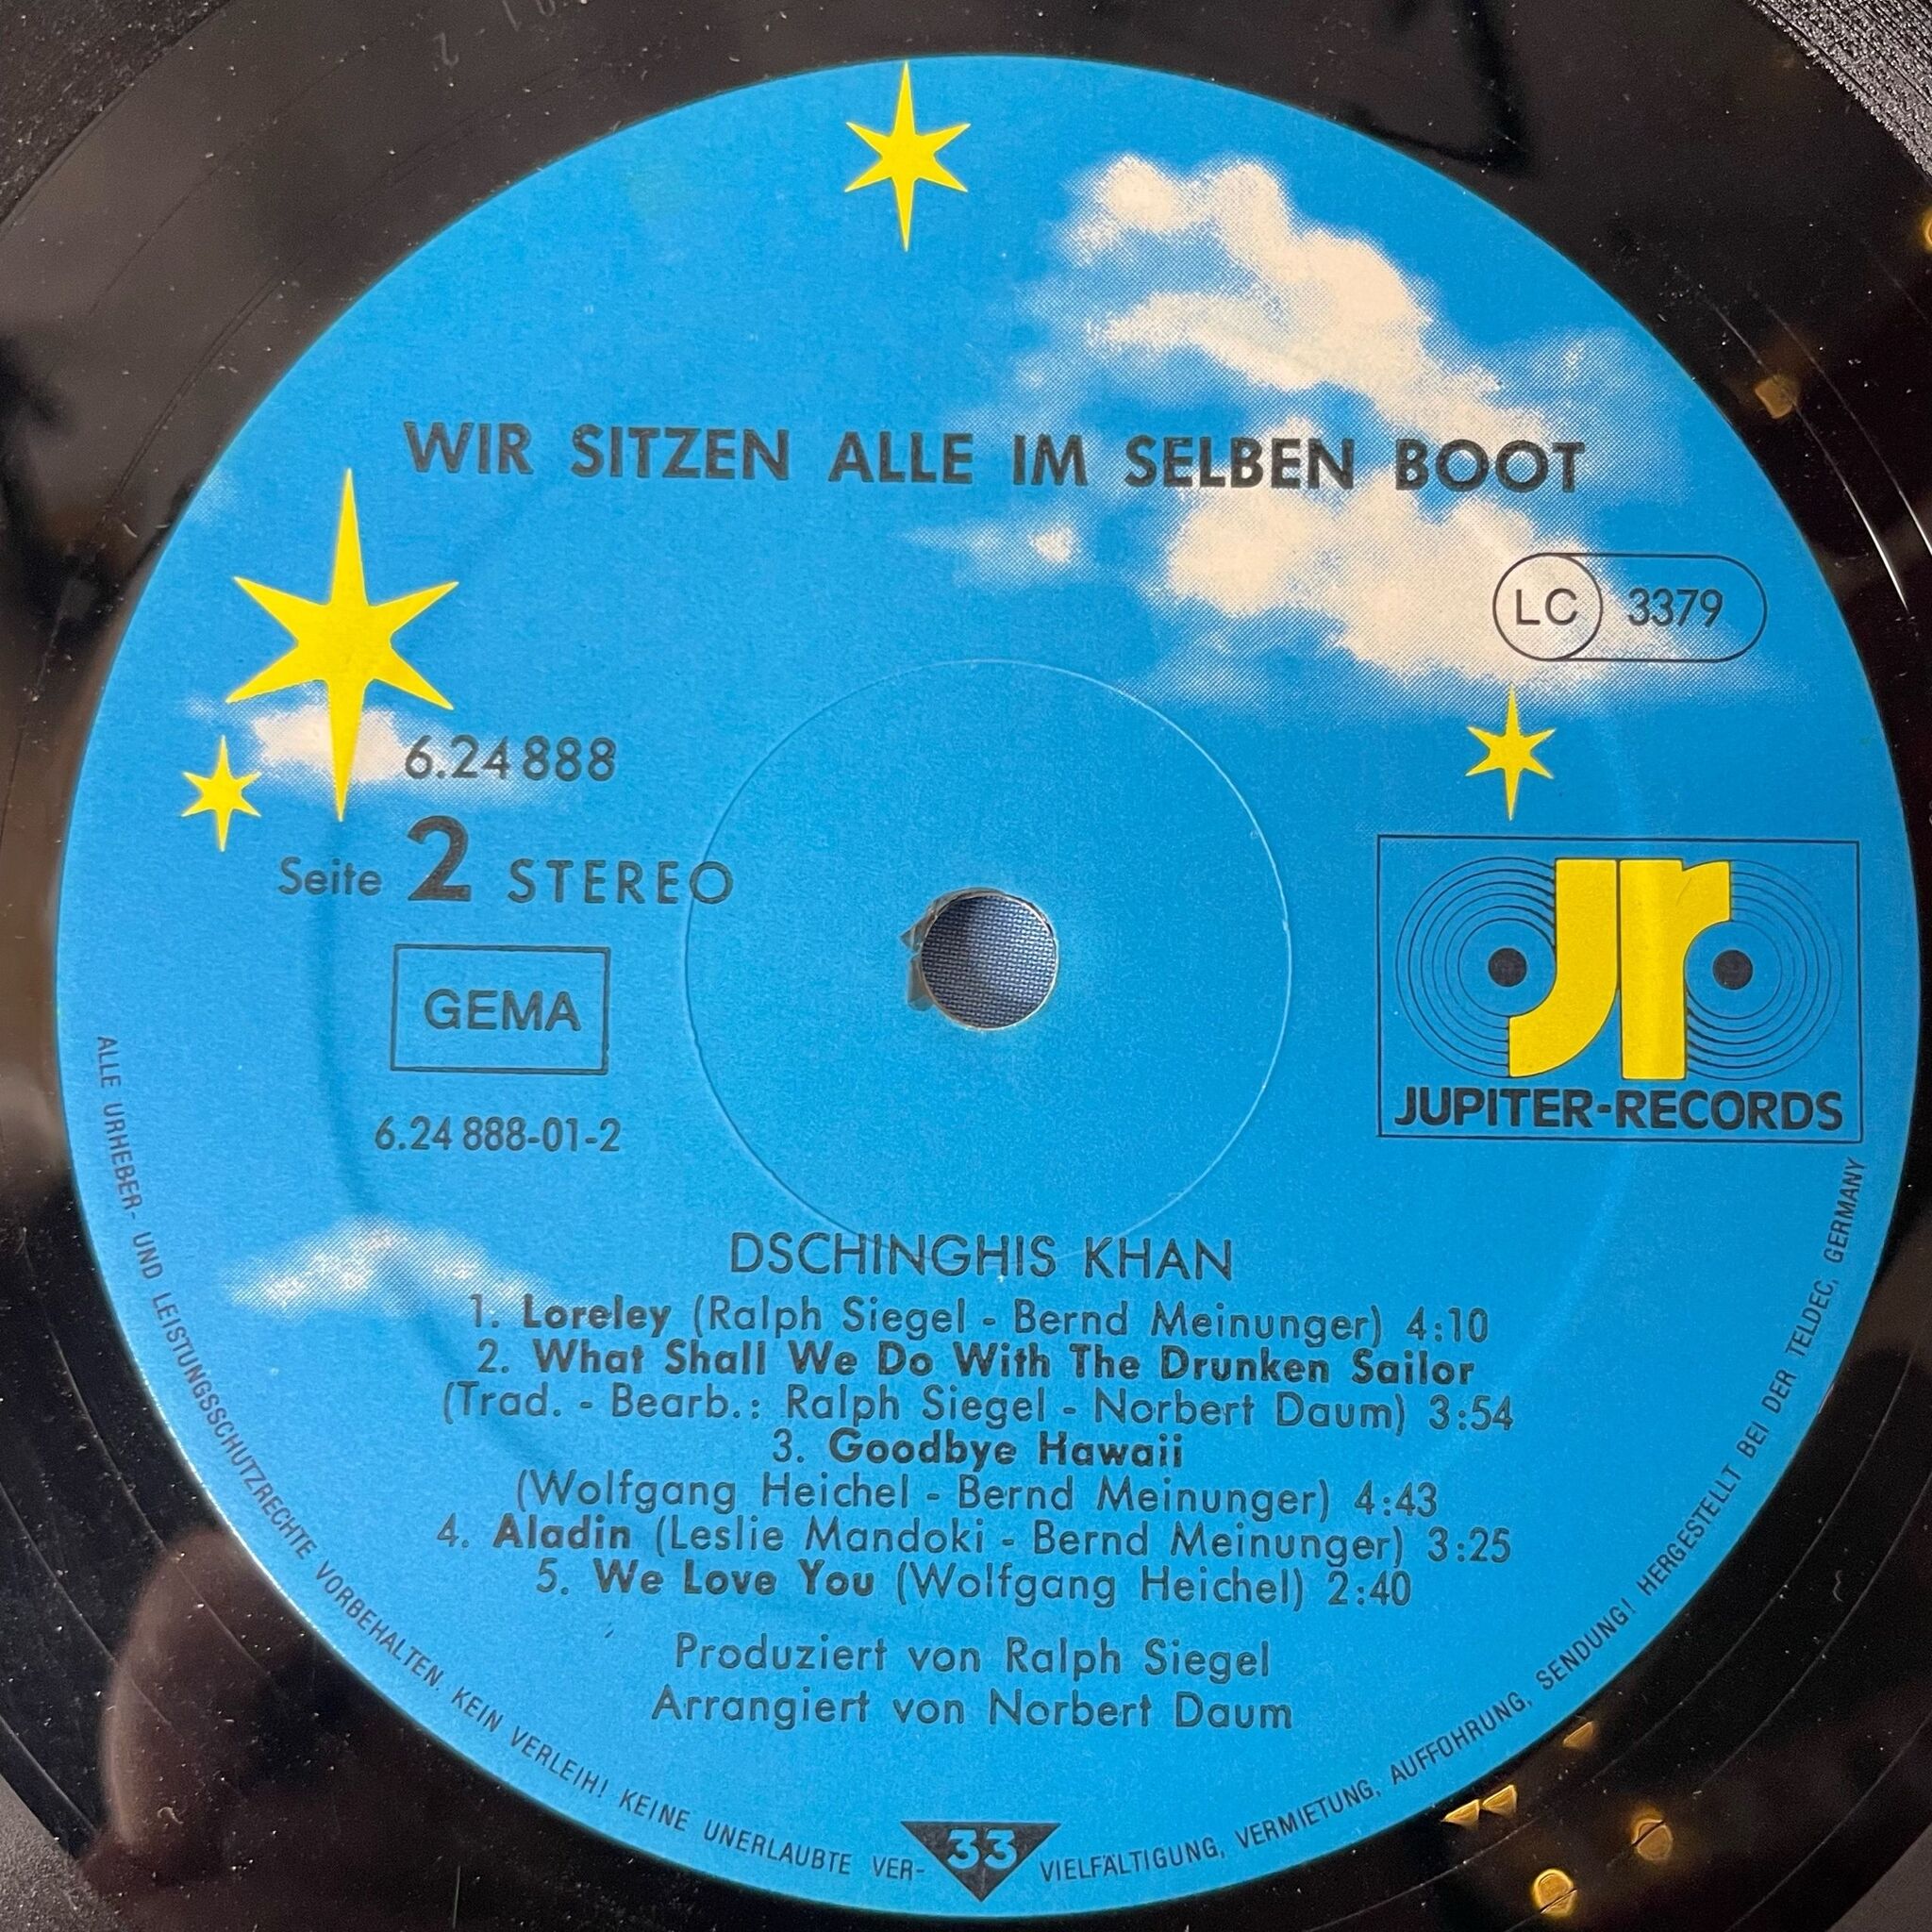 WIR SITZEN ALLE IM SELBEN BOOT
LC 3379
6.24 888
Seite 2 STEREO
GEMA
6.24 888-01-2
jr
JUPITER-RECORDS
DSCHINGHIS KHAN
1. Loreley (Ralph Siegel - Bernd Meinunger) 4:10
2. What Shall We Do With The Drunken Sailor
(Trad. - Bearb.: Ralph Siegel - Norbert Daum) 3:54
3. Goodbye Hawaii
(Wolfgang Heichel - Bernd Meinunger) 4:43
4. Aladin (Leslie Mandoki - Bernd Meinunger) 3:25
5. We Love You (Wolfgang Heichel) 2:40
Produziert von Ralph Siegel
Arrangiert von Norbert Daum
ALLE URHEBER- UND LEISTUNGSSCHUTZRECHTE VORBEHALTEN. KEIN VERLEIH! KEINE UNERLAUBTE VER-
33
VIELFÄLTIGUNG, VERMIETUNG, AUFFÜHRUNG, SENDUNG! HERGESTELLT BEI DER TELDEC, GERMANY